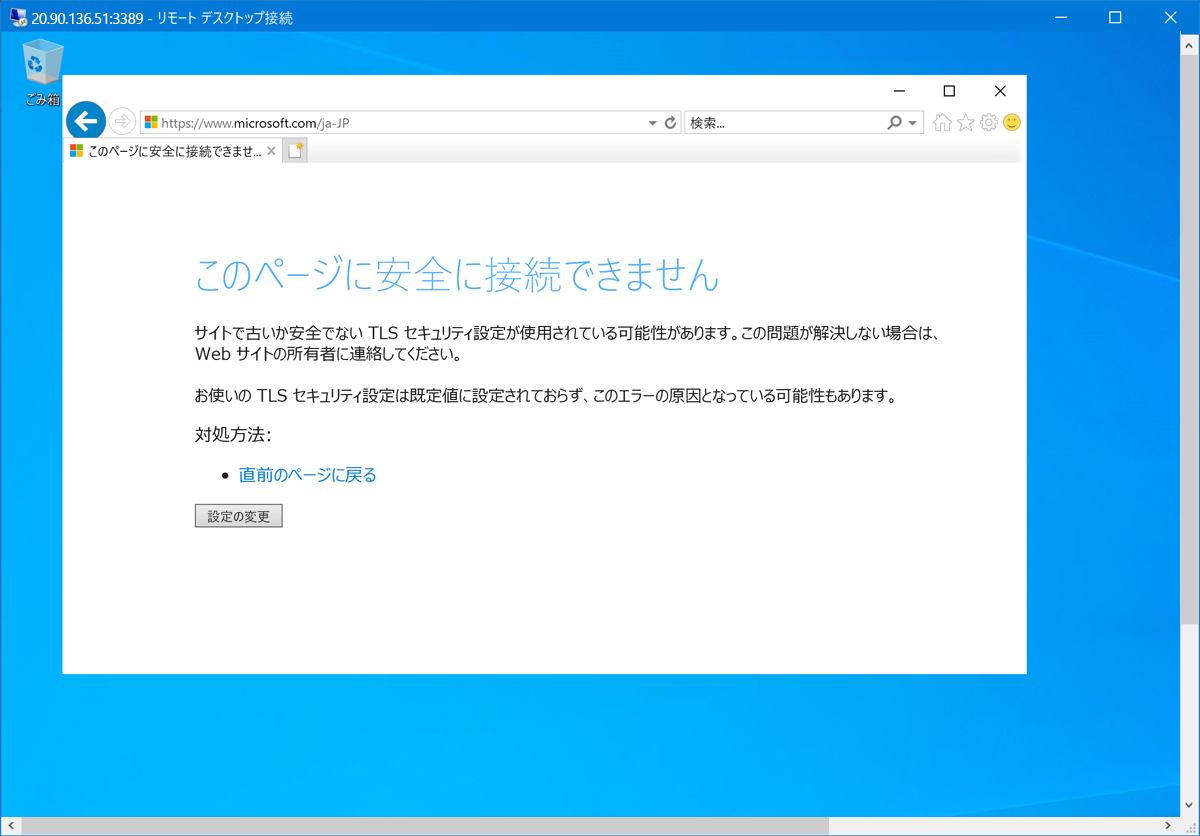 20.90.136.51:3389 - リモート デスクトップ接続
ごみ箱
https://www.microsoft.com/ja-JP
検索...
このページに安全に接続できませ...
このページに安全に接続できません
サイトで古いか安全でない TLS セキュリティ設定が使用されている可能性があります。この問題が解決しない場合は、
Web サイトの所有者に連絡してください。
お使いの TLS セキュリティ設定は既定値に設定されておらず、このエラーの原因となっている可能性もあります。
対処方法:
• 直前のページに戻る
設定の変更